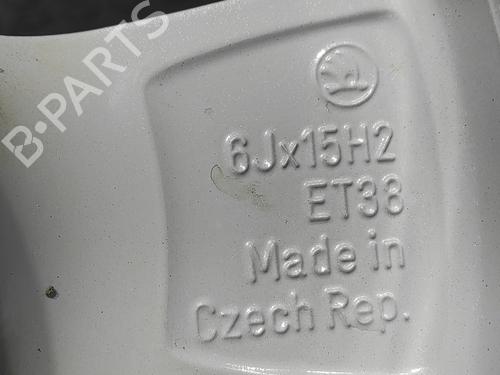 B-PARTS
6Jx15H2
ET38
Made in
Czech Rep.